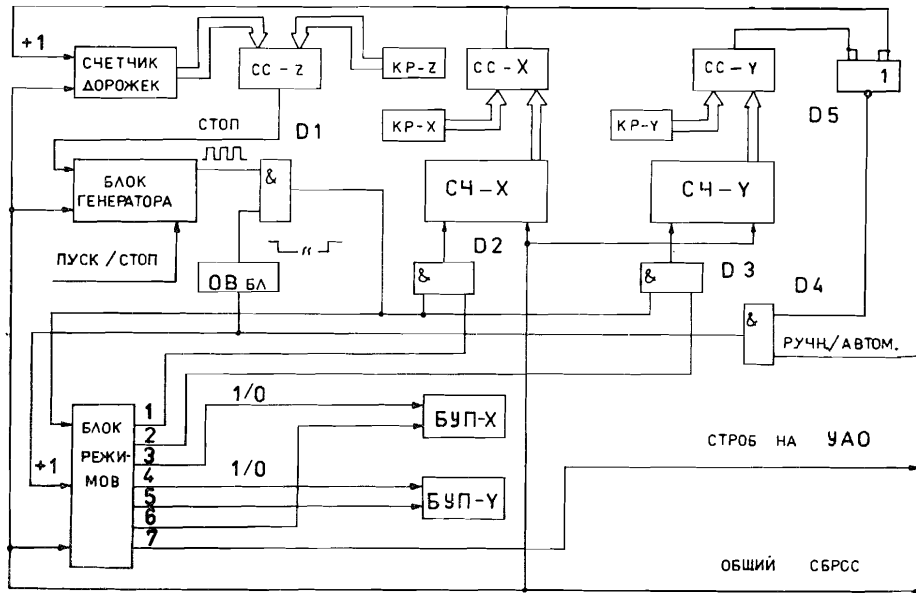 +1
СЧЕТЧИК
ДОРОЖЕК
СС-Z
КР-Z
СС-X
КР-X
СС-Y
КР-Y
1
D5
СТОП
D1
БЛОК
ГЕНЕРАТОРА
&
СЧ-X
СЧ-Y
ПУСК/СТОП
ОВ БЛ
D2
&
D3
&
D4
&
РУЧН./АВТОМ.
БЛОК
РЕЖИ-
МОВ
+1
1
2
3
4
5
6
7
1/0
1/0
БУП-X
БУП-Y
СТРОБ НА УАО
ОБЩИЙ СБРСС